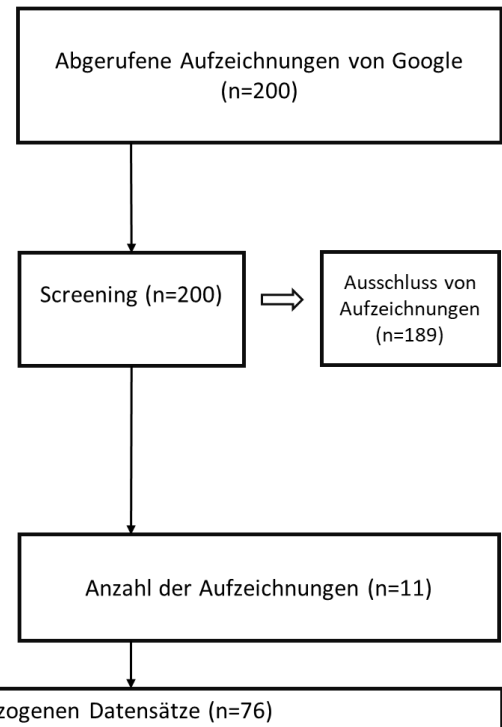 Abgerufene Aufzeichnungen von Google
(n=200)
Screening (n=200)
Ausschluss von
Aufzeichnungen
(n=189)
Anzahl der Aufzeichnungen (n=11)
Datensätze (n=76)